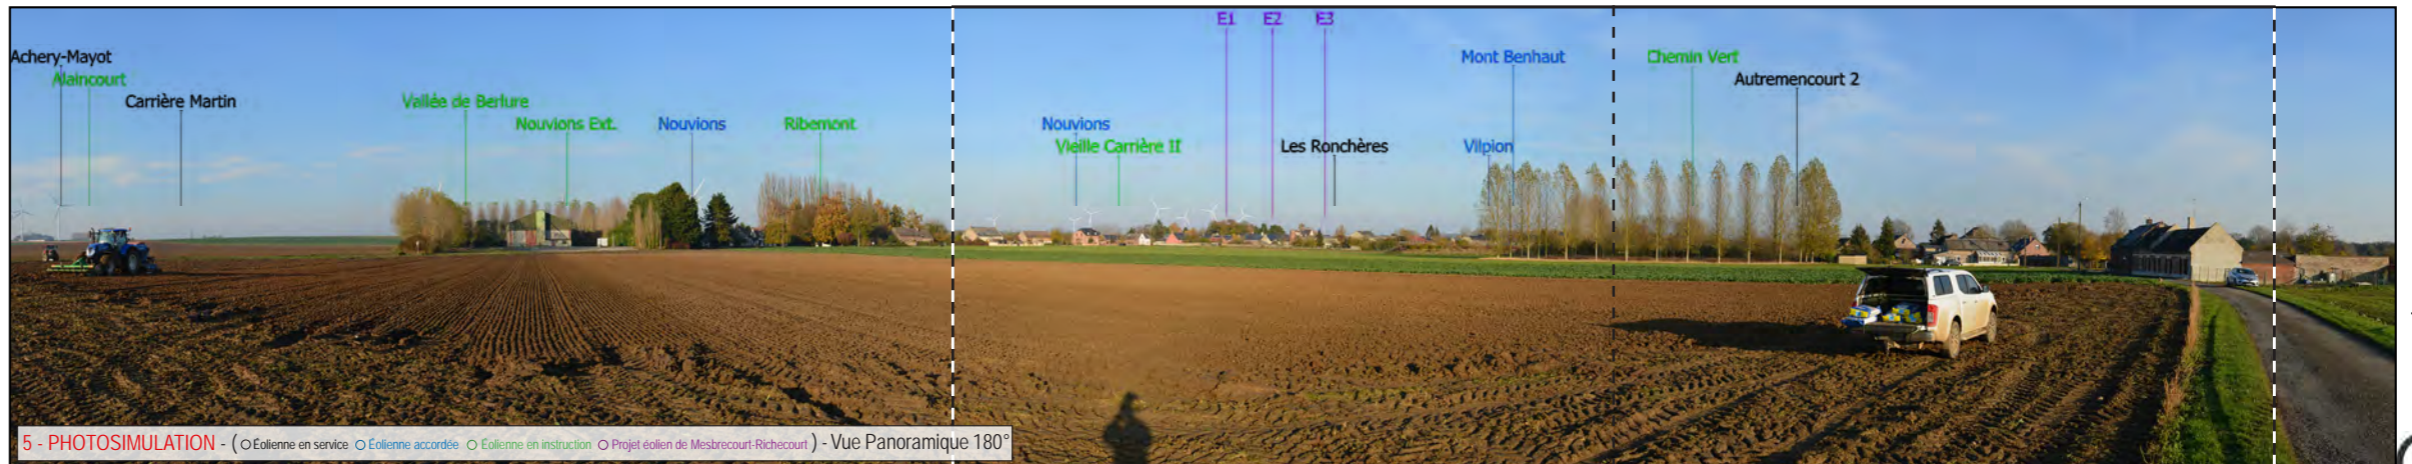 E1 E2 E3
Achery-Mayot
Alaincourt
Carrière Martin
Vallée de Berlure
Nouvions Ext.
Nouvions
Ribemont
Nouvions
Vieille Carrière II
Les Ronchères
Mont Benhaut
Vilpion
Chemin Vert
Autremencourt 2
5 - PHOTOSIMULATION - ( Éolienne en service Éolienne accordée Éolienne en instruction Projet éolien de Mesbrecourt-Richecourt ) - Vue Panoramique 180°